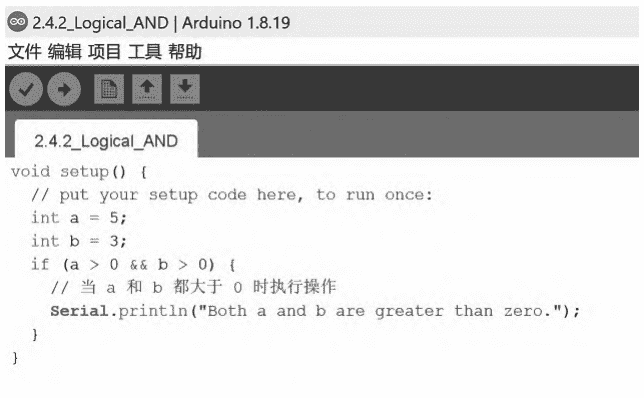 2.4.2_Logical_AND | Arduino 1.8.19
文件 编辑 项目 工具 帮助
2.4.2_Logical_AND
void setup() {
  // put your setup code here, to run once:
  int a = 5;
  int b = 3;
  if (a > 0 && b > 0) {
    // 当 a 和 b 都大于 0 时执行操作
    Serial.println("Both a and b are greater than zero.");
  }
}